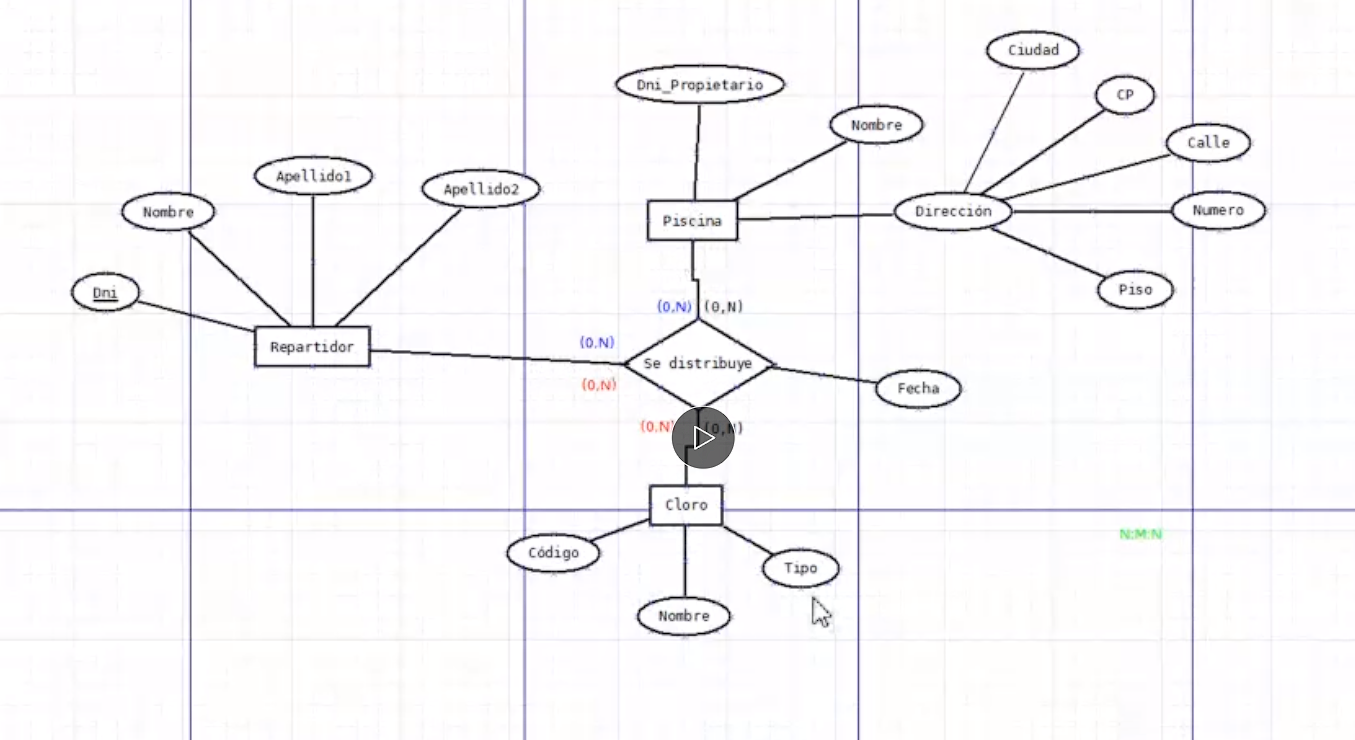 Ciudad
Dni_Propietario
CP
Nombre
Calle
Apellido1
Apellido2
Nombre
Dirección
Numero
Piscina
Dni
Piso
(0,N) (0,N)
(0,N)
Repartidor
Se distribuye
(0,N)
Fecha
(0,N) (0,N)
Cloro
N:M:N
Código
Tipo
Nombre